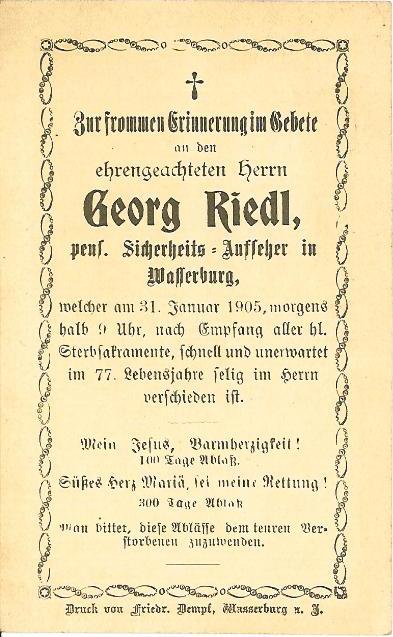 Zur frommen Erinnerung im Gebete
an den
ehrengeachteten Herrn
Georg Riedl,
pens. Sicherheits-Aufseher in
Wasserburg,
welcher am 31. Januar 1905, morgens
halb 9 Uhr, nach Empfang aller hl.
Sterbsakramente, schnell und unerwartet
im 77. Lebensjahre selig im Herrn
verschieden ist.
Mein Jesus, Barmherzigkeit!
100 Tage Ablaß.
Süßes Herz Mariä, sei meine Rettung!
300 Tage Ablaß
Man bittet, diese Ablässe dem teuren Ver-
storbenen zuzuwenden.
Druck von Friedr. Dempf, Wasserburg a. J.